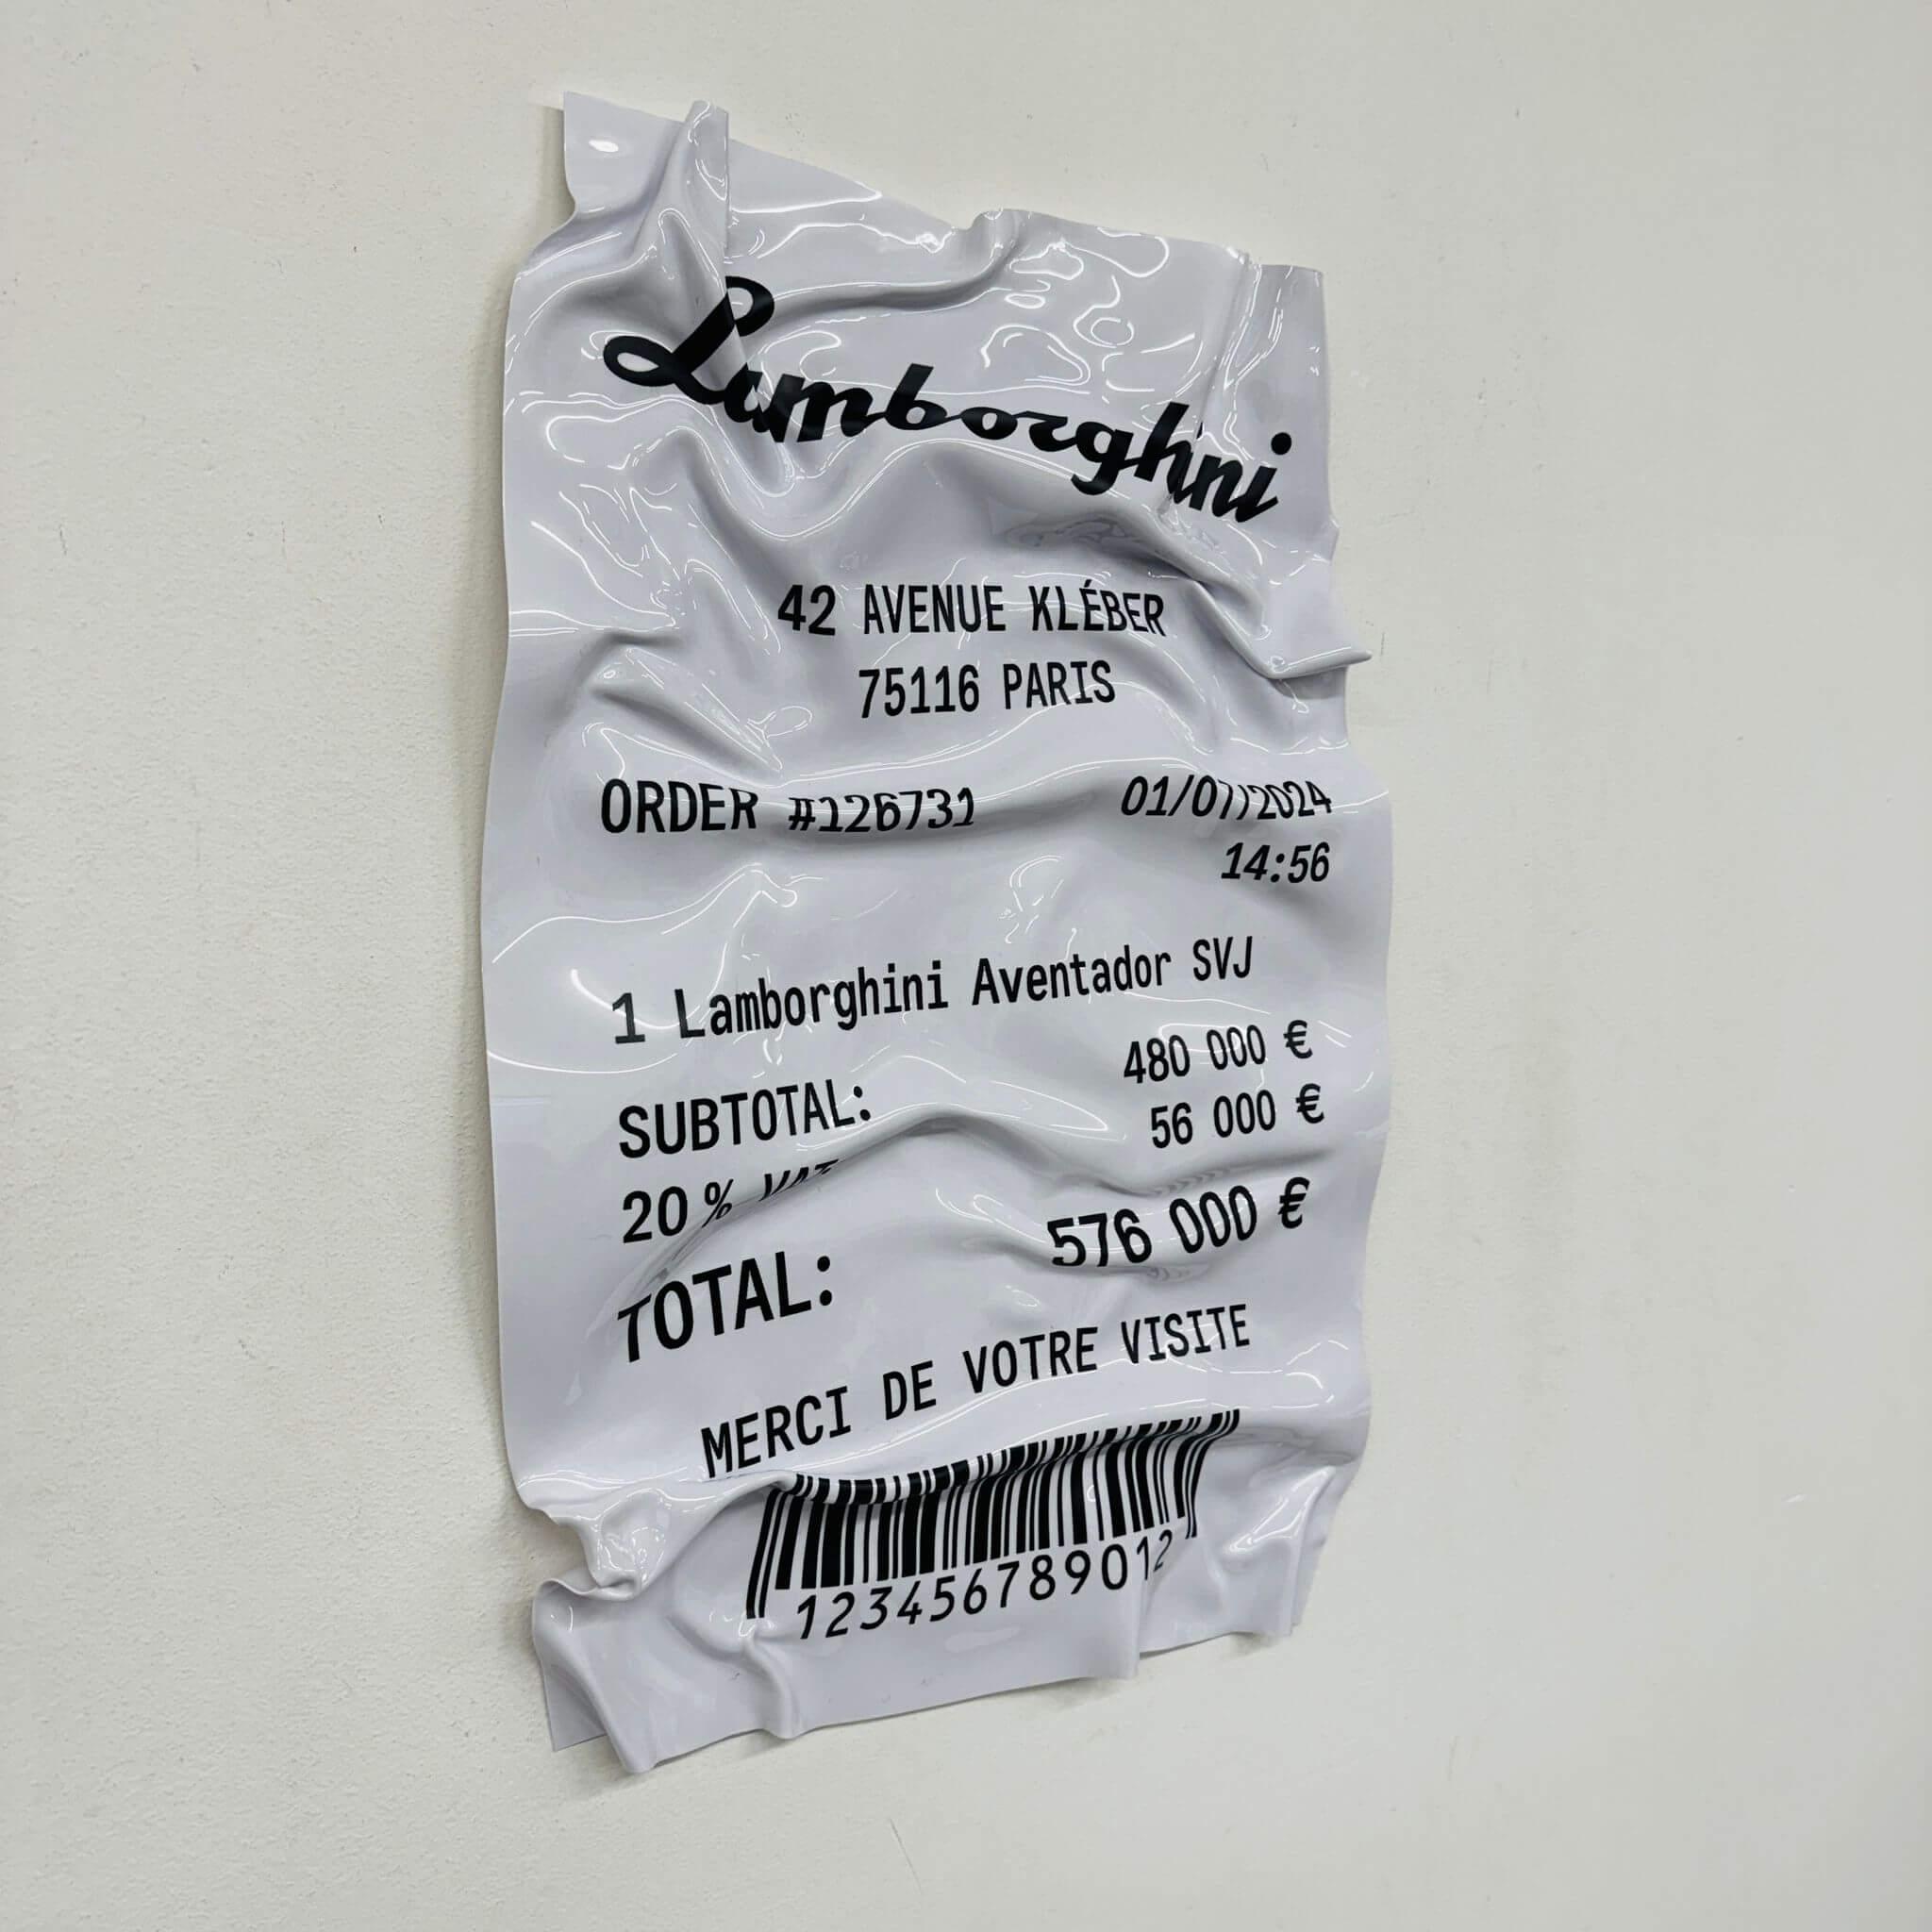 Lamborghini
42 AVENUE KLÉBER
75116 PARIS
ORDER #126731 01/07/2024
14:56
1 Lamborghini Aventador SVJ
SUBTOTAL: 480 000 €
20% VAT 56 000 €
TOTAL: 576 000 €
MERCI DE VOTRE VISITE
123456789012